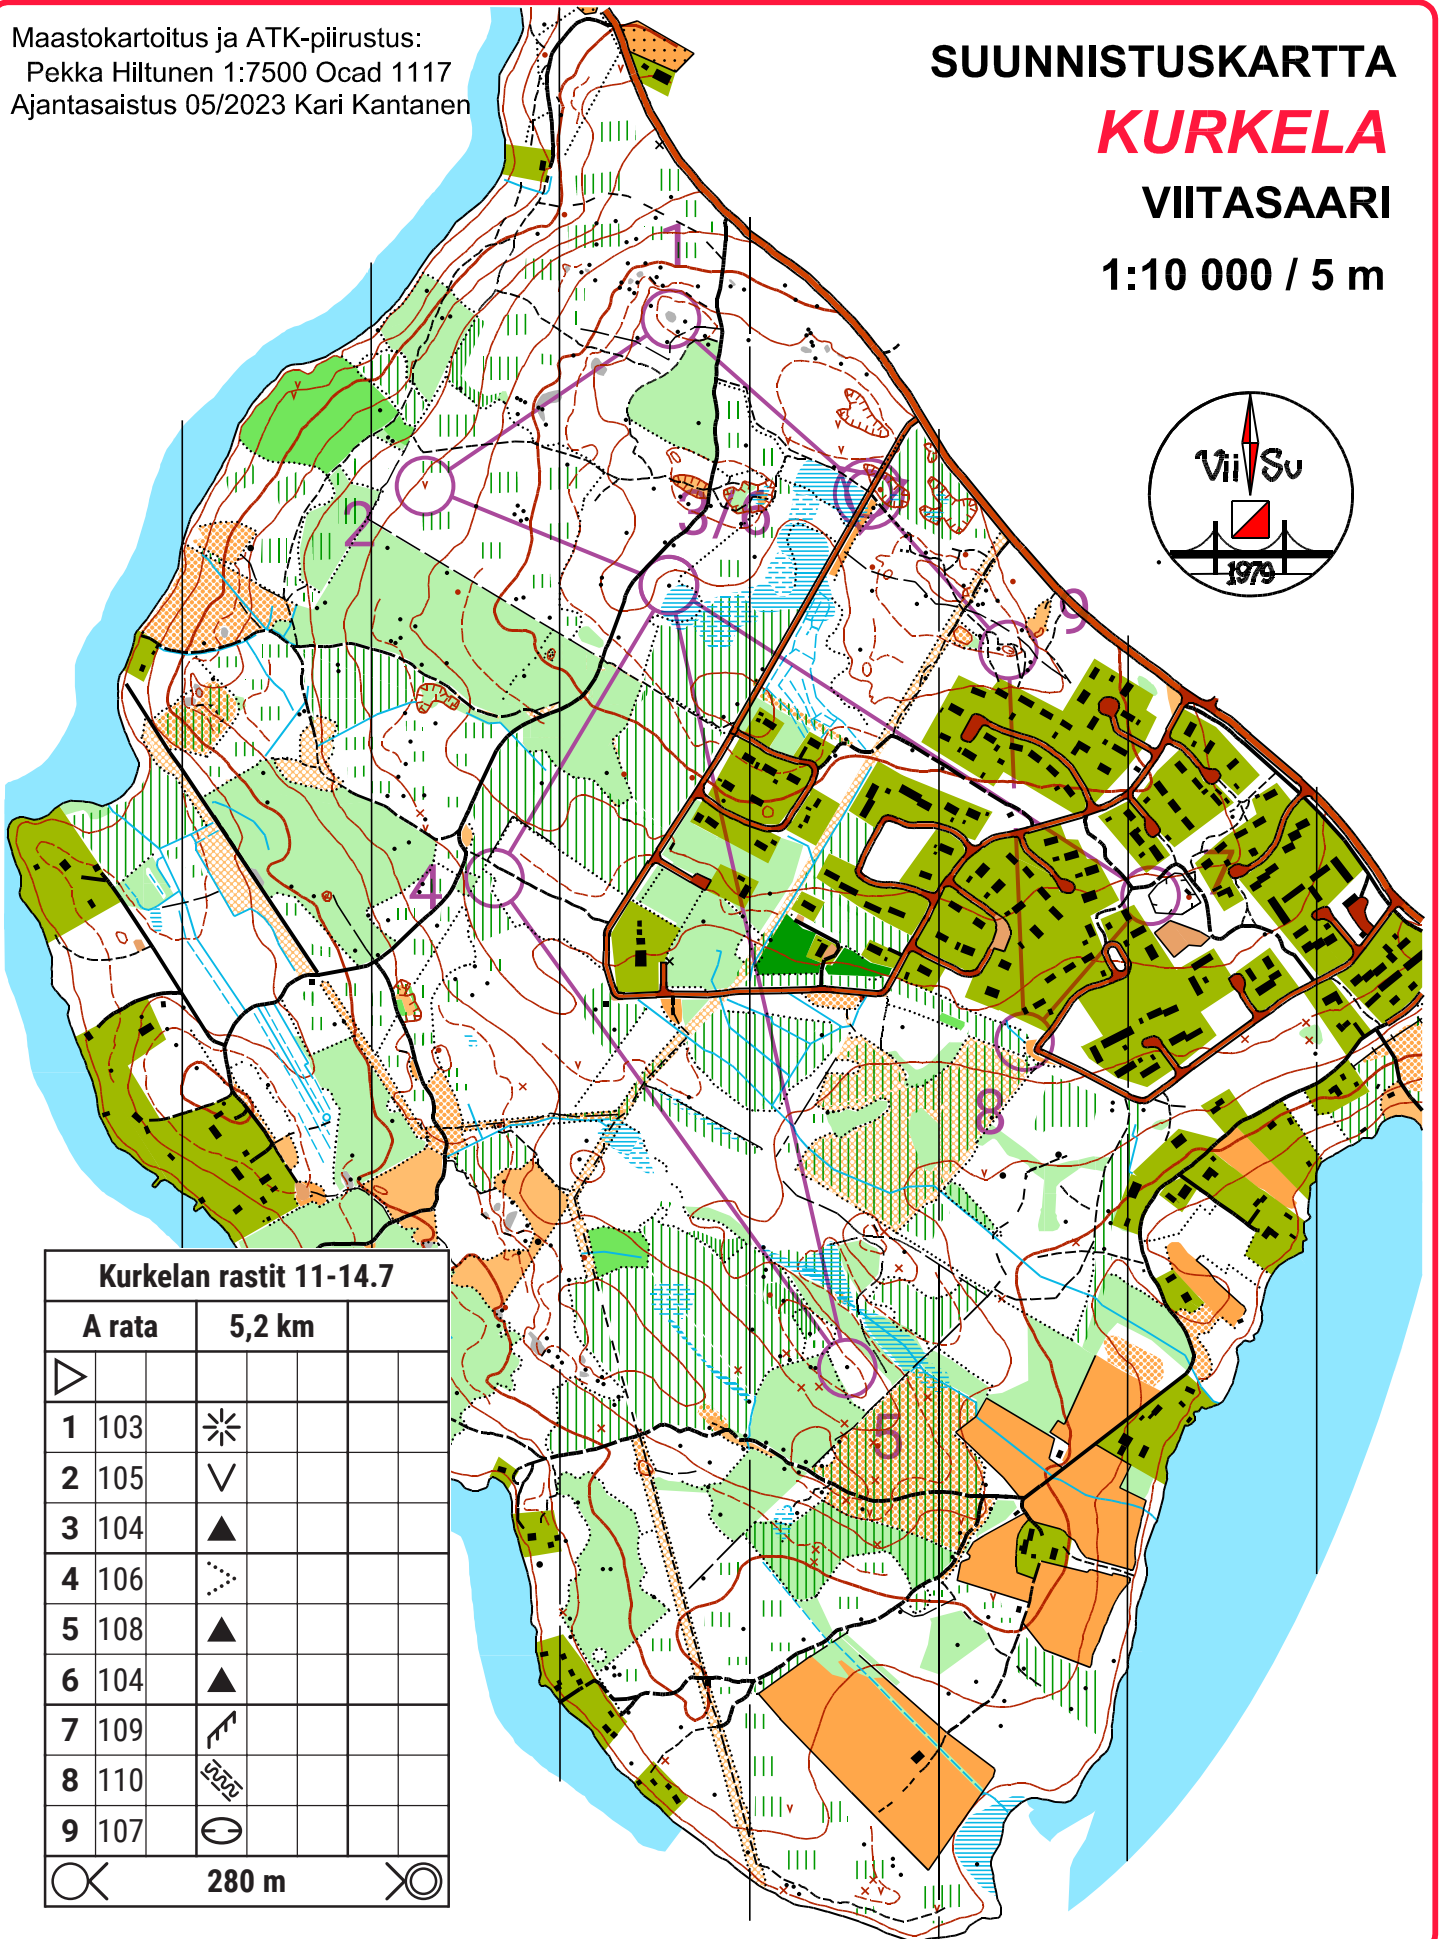 Maastokartoitus ja ATK-piirustus:
Pekka Hiltunen 1:7500 Ocad 1117
Ajantasaistus 05/2023 Kari Kantanen
SUUNNISTUSKARTTA
KURKELA
VIITASAARI
1:10 000 / 5 m
Vii Su
1979
1
2
3/6
9
4
7
8
5
Kurkelan rastit 11-14.7
A rata 5,2 km
1 103
2 105
3 104
4 106
5 108
6 104
7 109
8 110
9 107
280 m